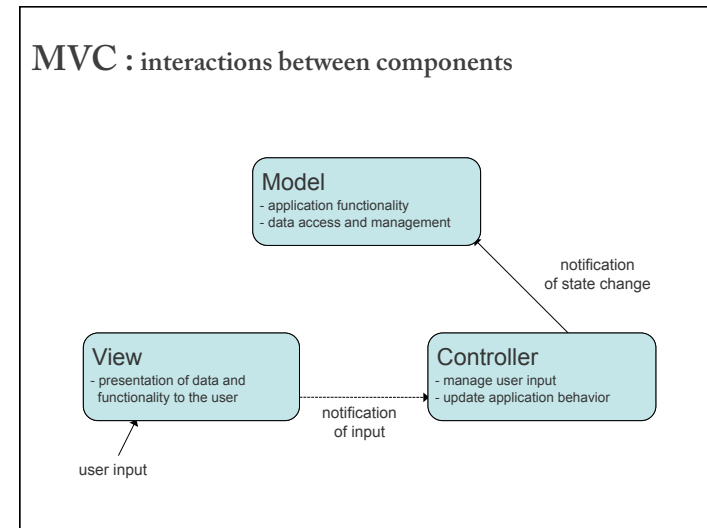 MVC : interactions between components
Model
- application functionality
- data access and management
notification
of state change
View
- presentation of data and
functionality to the user
Controller
- manage user input
- update application behavior
notification
of input
user input